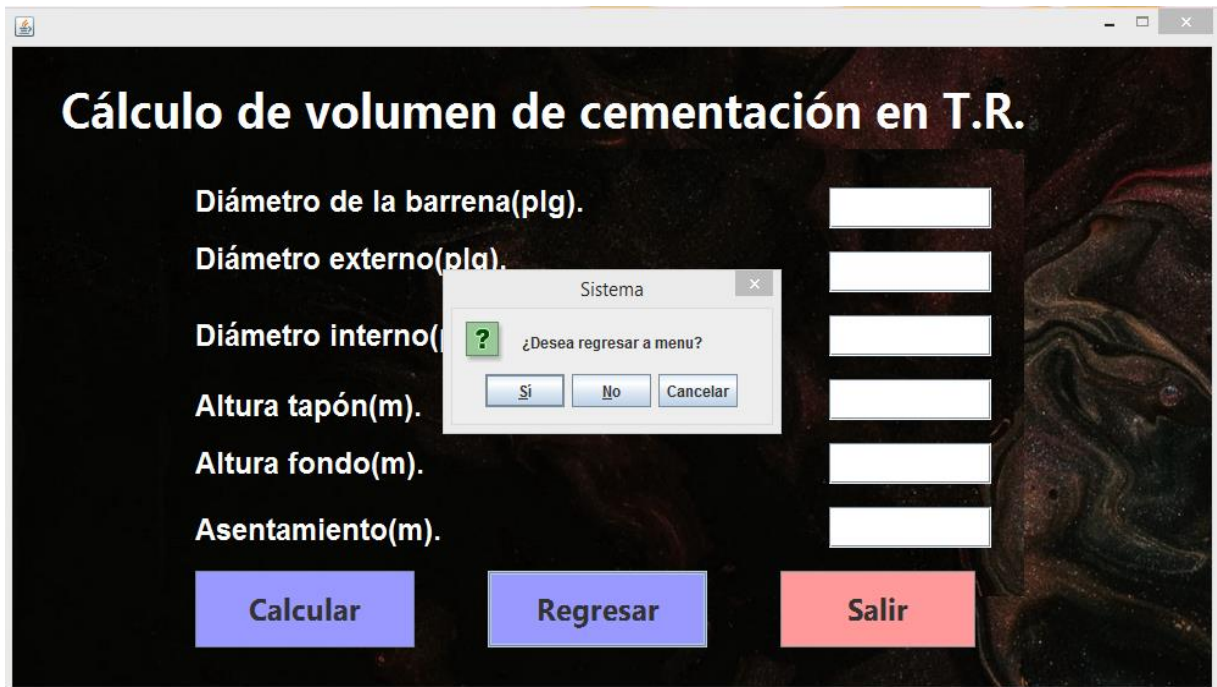 Cálculo de volumen de cementación en T.R.
Diámetro de la barrena(plg).
Diámetro externo(plg).
Sistema
Diámetro interno(
¿Desea regresar a menu?
Sí No Cancelar
Altura tapón(m).
Altura fondo(m).
Asentamiento(m).
Calcular Regresar Salir